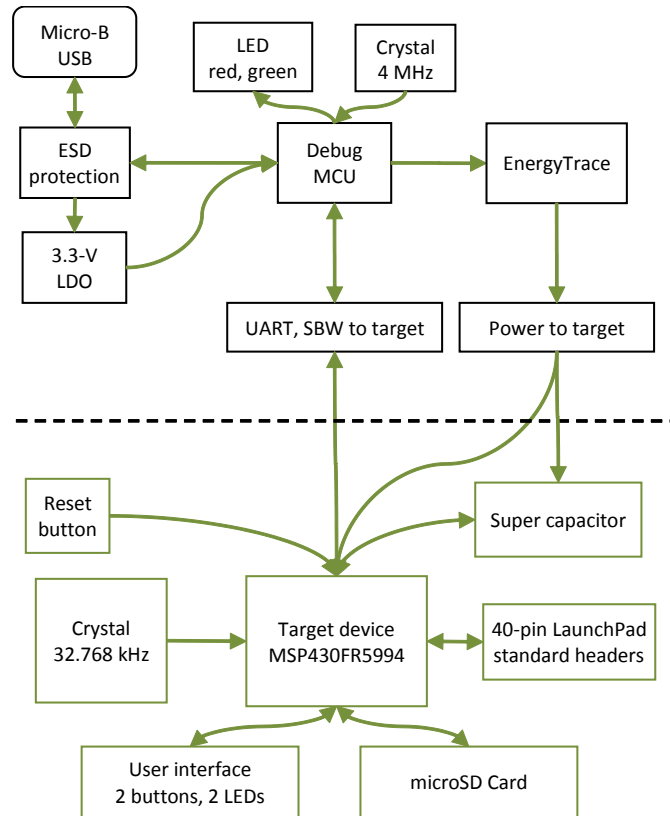 Micro-B
USB
LED
red, green
Crystal
4 MHz
ESD
protection
Debug
MCU
EnergyTrace
3.3-V
LDO
UART, SBW to target
Power to target
Reset
button
Super capacitor
Crystal
32.768 kHz
Target device
MSP430FR5994
40-pin LaunchPad
standard headers
User interface
2 buttons, 2 LEDs
microSD Card